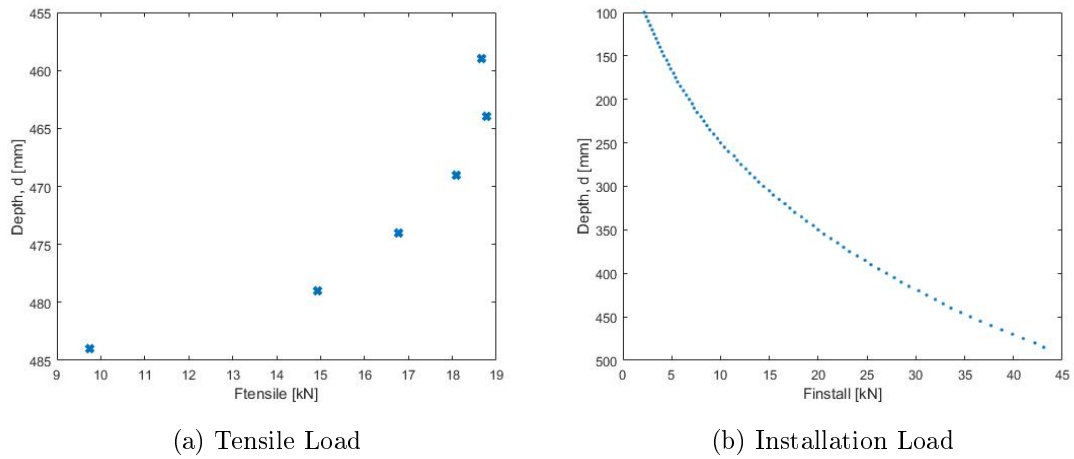 455
460
465
470
475
480
485
9 10 11 12 13 14 15 16 17 18 19
Depth, d [mm]
Ftensile [kN]
(a) Tensile Load
100
150
200
250
300
350
400
450
500
0 5 10 15 20 25 30 35 40 45
Depth, d [mm]
Finstall [kN]
(b) Installation Load